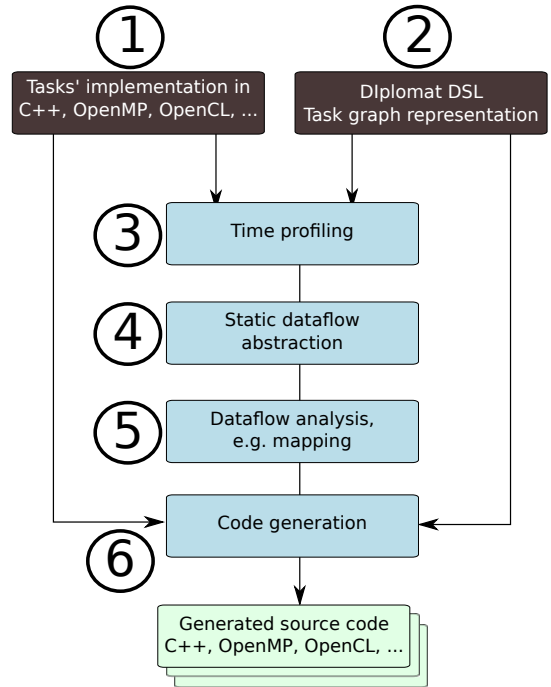 1
2
Tasks' implementation in
C++, OpenMP, OpenCL, ...
DIplomat DSL
Task graph representation
3
Time profiling
4
Static dataflow
abstraction
5
Dataflow analysis,
e.g. mapping
Code generation
6
Generated source code
C++, OpenMP, OpenCL, ...